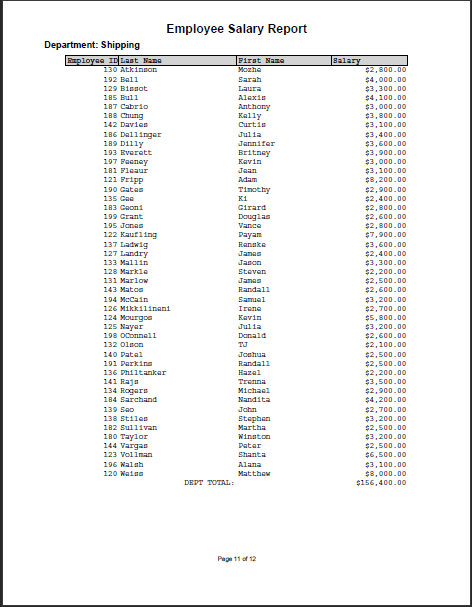 Employee Salary Report
Department: Shipping
Employee ID Last Name First Name Salary
130 Atkinson Mozhe $2,800.00
192 Bell Sarah $4,000.00
129 Bissot Laura $3,300.00
185 Bull Alexis $4,100.00
187 Cabrio Anthony $3,000.00
188 Chung Kelly $3,800.00
142 Davies Curtis $3,100.00
186 Dellinger Julia $3,400.00
189 Dilly Jennifer $3,600.00
193 Everett Britney $3,900.00
197 Feeney Kevin $3,000.00
181 Fleaur Jean $3,100.00
121 Fripp Adam $8,200.00
190 Gates Timothy $2,900.00
135 Gee Ki $2,400.00
183 Geoni Girard $2,800.00
199 Grant Douglas $2,600.00
195 Jones Vance $2,800.00
122 Kaufling Payam $7,900.00
137 Ladwig Renske $3,600.00
127 Landry James $2,400.00
133 Mallin Jason $3,300.00
128 Markle Steven $2,200.00
131 Marlow James $2,500.00
143 Matos Randall $2,600.00
194 McCain Samuel $3,200.00
126 Mikkilineni Irene $2,700.00
124 Mourgos Kevin $5,800.00
125 Nayer Julia $3,200.00
198 OConnell Donald $2,600.00
132 Olson TJ $2,100.00
140 Patel Joshua $2,500.00
191 Perkins Randall $2,500.00
136 Philtanker Hazel $2,200.00
141 Rajs Trenna $3,500.00
134 Rogers Michael $2,900.00
184 Sarchand Nandita $4,200.00
139 Seo John $2,700.00
138 Stiles Stephen $3,200.00
182 Sullivan Martha $2,500.00
180 Taylor Winston $3,200.00
144 Vargas Peter $2,500.00
123 Vollman Shanta $6,500.00
196 Walsh Alana $3,100.00
120 Weiss Matthew $8,000.00
DEPT TOTAL: $156,400.00
Page 11 of 12